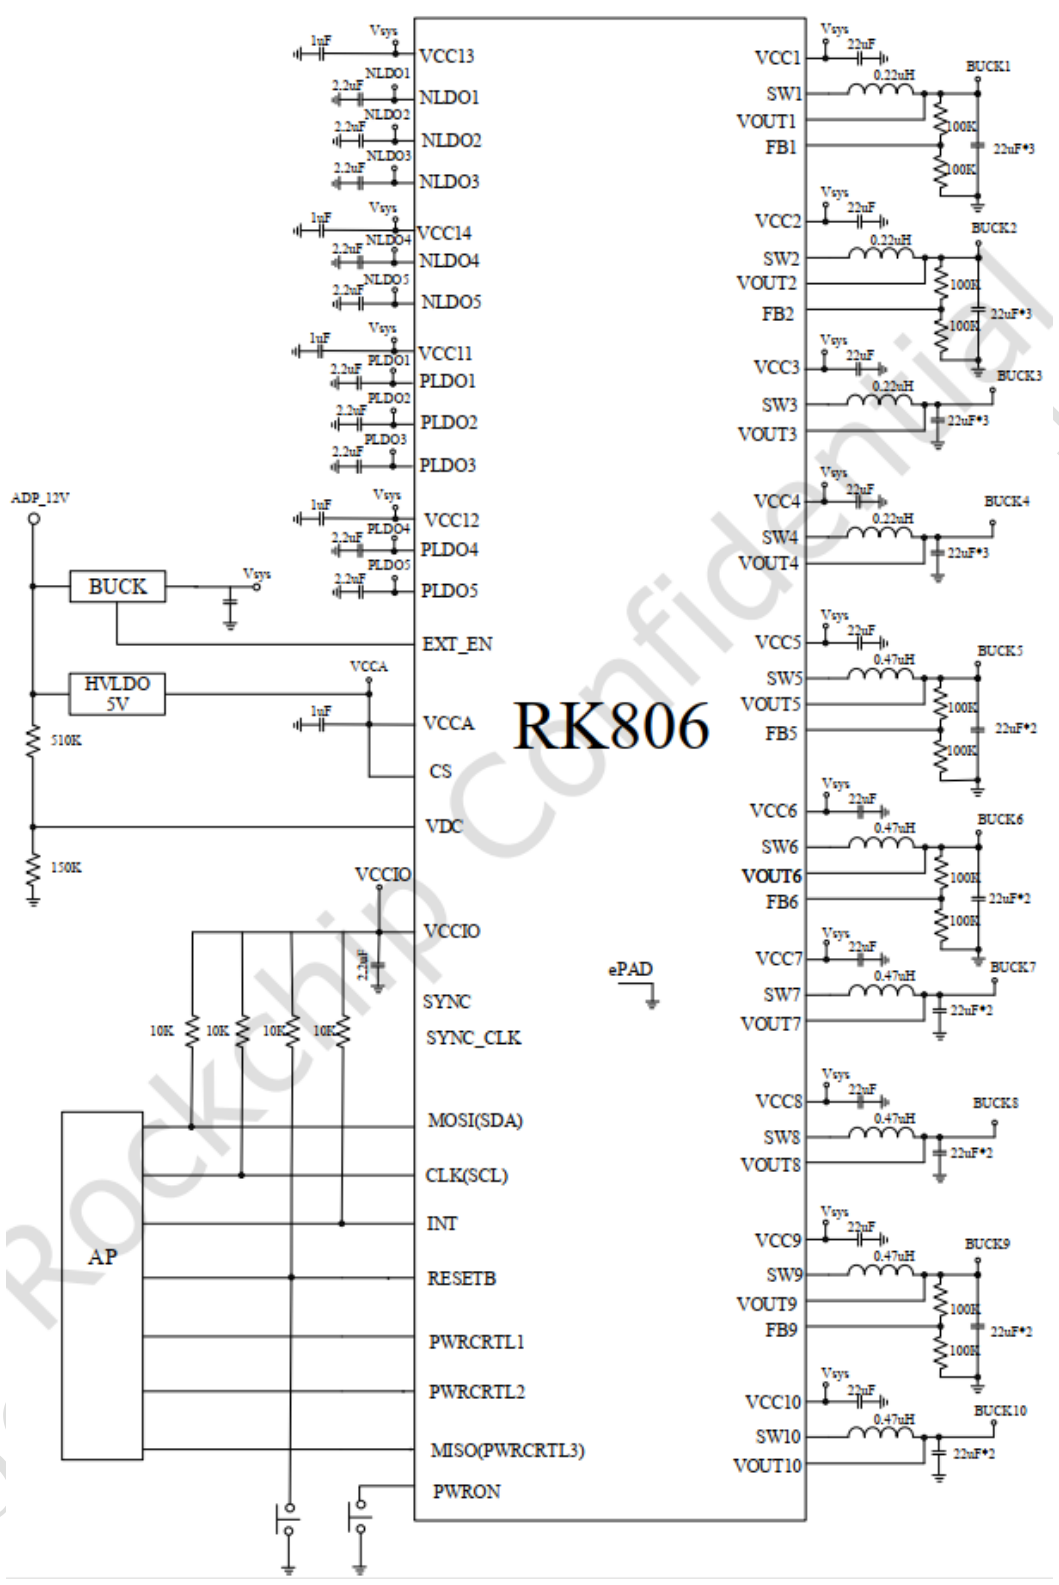 Vsys
1uF
VCC13
NLDO1
2.2uF
NLDO1
NLDO2
2.2uF
NLDO2
NLDO3
2.2uF
NLDO3
Vsys
1uF
VCC14
NLDO4
2.2uF
NLDO4
NLDO5
2.2uF
NLDO5
Vsys
1uF
VCC11
PLDO1
2.2uF
PLDO1
PLDO2
2.2uF
PLDO2
PLDO3
2.2uF
PLDO3
ADP_12V
Vsys
1uF
VCC12
PLDO4
2.2uF
PLDO4
PLDO5
2.2uF
PLDO5
BUCK
Vsys
EXT_EN
HVLDO
5V
VCCA
1uF
VCCA
510K
CS
VDC
150K
VCCIO
VCCIO
2.2uF
SYNC
SYNC_CLK
10K
10K
10K
10K
AP
MOSI(SDA)
CLK(SCL)
INT
RESETB
PWRCRTL1
PWRCRTL2
MISO(PWRCRTL3)
PWRON
RK806
ePAD
Vsys
22uF
VCC1
0.22uH
BUCK1
SW1
VOUT1
100K
FB1
22uF*3
100K
Vsys
22uF
VCC2
0.22uH
BUCK2
SW2
VOUT2
100K
FB2
22uF*3
100K
Vsys
22uF
VCC3
0.22uH
BUCK3
SW3
22uF*3
VOUT3
Vsys
22uF
VCC4
0.22uH
BUCK4
SW4
22uF*3
VOUT4
Vsys
22uF
VCC5
0.47uH
BUCK5
SW5
VOUT5
100K
FB5
22uF*2
100K
Vsys
22uF
VCC6
0.47uH
BUCK6
SW6
VOUT6
100K
FB6
22uF*2
100K
Vsys
22uF
VCC7
0.47uH
BUCK7
SW7
22uF*2
VOUT7
Vsys
22uF
VCC8
0.47uH
BUCK8
SW8
22uF*2
VOUT8
Vsys
22uF
VCC9
0.47uH
BUCK9
SW9
VOUT9
100K
FB9
22uF*2
100K
Vsys
22uF
VCC10
0.47uH
BUCK10
SW10
22uF*2
VOUT10
Rockchip Confidential